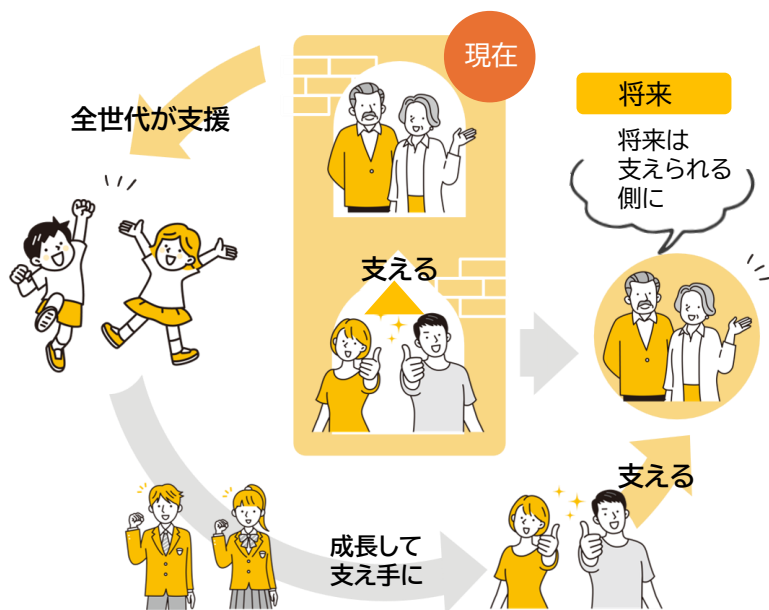 現在
全世代が支援
支える
将来
将来は
支えられる
側に
支える
成長して
支え手に